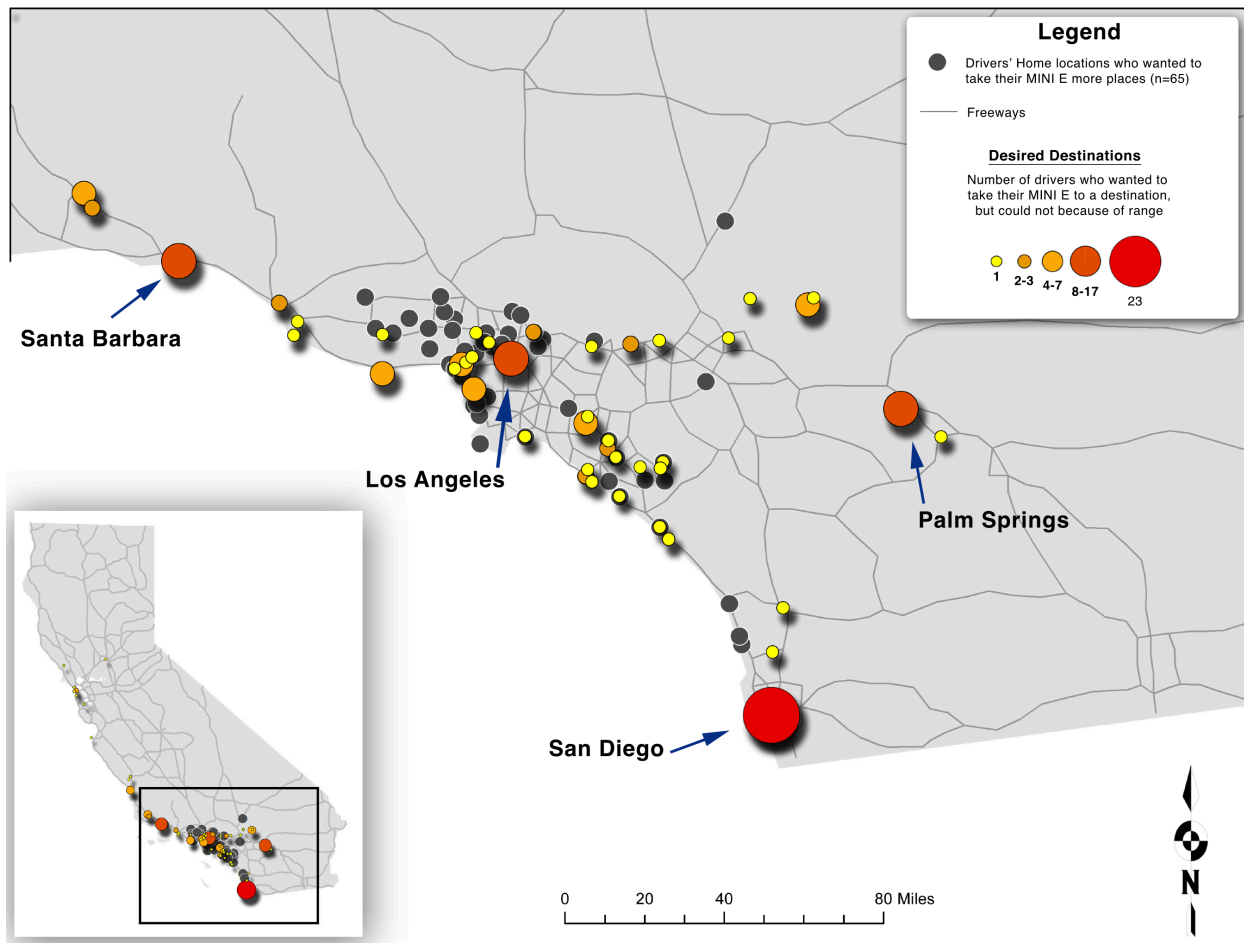 Legend
Drivers' Home locations who wanted to
take their MINI E more places (n=65)
Freeways
Desired Destinations
Number of drivers who wanted to
take their MINI E to a destination,
but could not because of range
1
2-3
4-7
8-17
23
Santa Barbara
Los Angeles
Palm Springs
San Diego
N
0 20 40 80 Miles